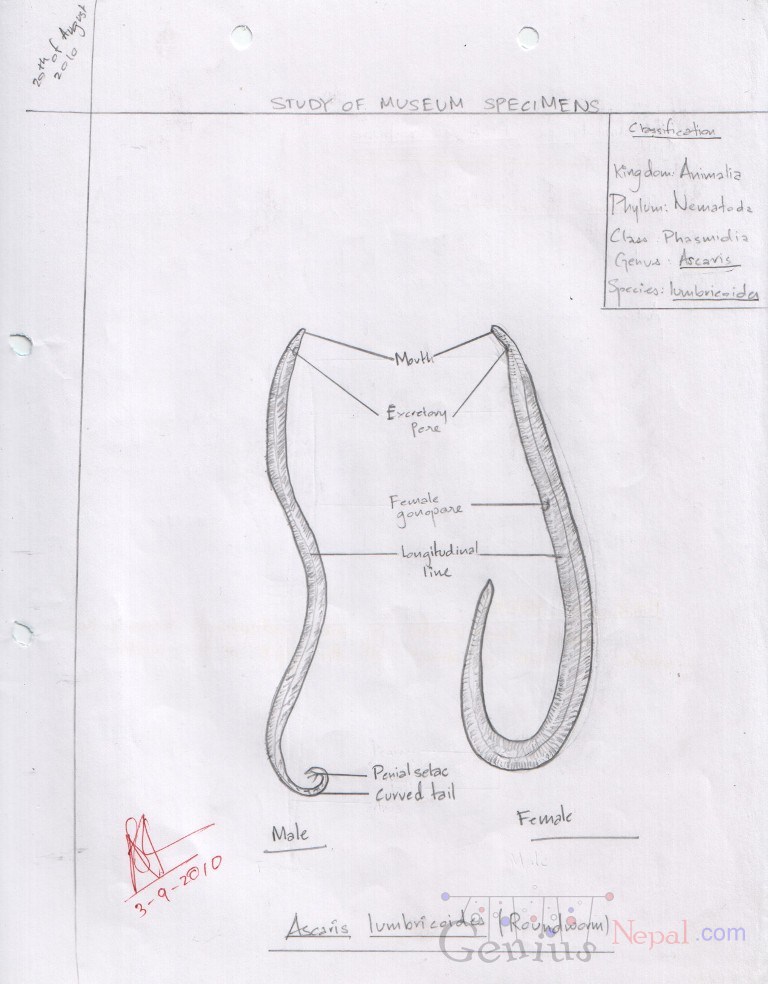 20th of August
2010
STUDY OF MUSEUM SPECIMENS
Classification
Kingdom: Animalia
Phylum: Nematoda
Class: Phasmidia
Genus: Ascaris
Species: lumbricoides
Mouth
Excretory
Pore
Female
gonopore
Longitudinal
line
Penial setae
Curved tail
Male
Female
3-9-2010
Ascaris lumbricoides (Roundworm)
Genius Nepal.com